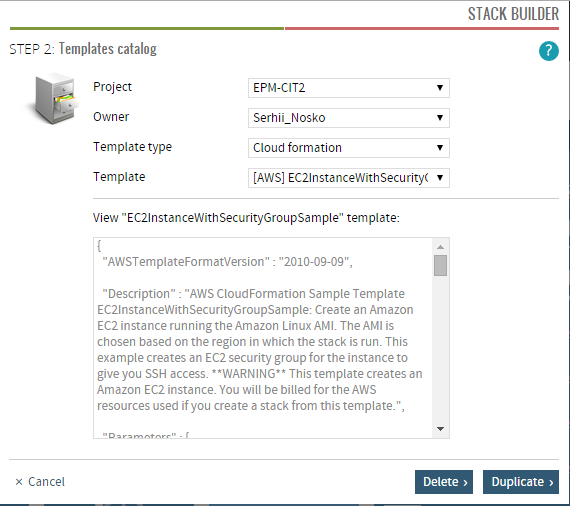 STACK BUILDER
STEP 2: Templates catalog
?
Project
EPM-CIT2
Owner
Serhii_Nosko
Template type
Cloud formation
Template
[AWS] EC2InstanceWithSecurityG
View "EC2InstanceWithSecurityGroupSample" template:
{
"AWSTemplateFormatVersion" : "2010-09-09",
"Description" : "AWS CloudFormation Sample Template
EC2InstanceWithSecurityGroupSample: Create an Amazon
EC2 instance running the Amazon Linux AMI. The AMI is
chosen based on the region in which the stack is run. This
example creates an EC2 security group for the instance to
give you SSH access. **WARNING** This template creates an
Amazon EC2 instance. You will be billed for the AWS
resources used if you create a stack from this template.",
"Parameters" : {
× Cancel
Delete ›
Duplicate ›